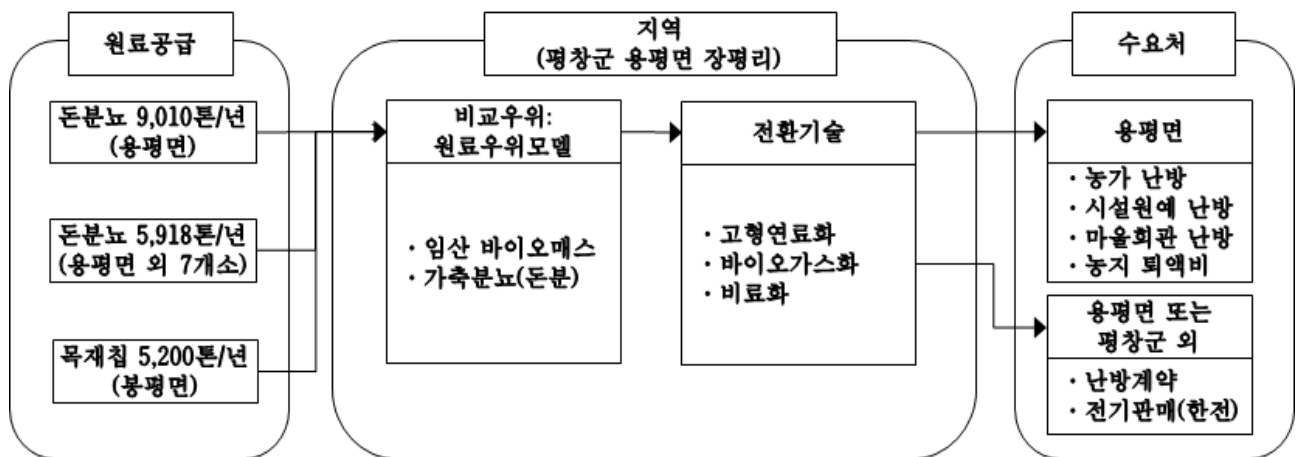 원료공급
돈분뇨 9,010톤/년
(용평면)
돈분뇨 5,918톤/년
(용평면 외 7개소)
목재칩 5,200톤/년
(봉평면)
지역
(평창군 용평면 장평리)
비교우위:
원료우위모델
· 임산 바이오매스
· 가축분뇨(돈분)
전환기술
· 고형연료화
· 바이오가스화
· 비료화
수요처
용평면
· 농가 난방
· 시설원예 난방
· 마을회관 난방
· 농지 퇴액비
용평면 또는
평창군 외
· 난방계약
· 전기판매(한전)